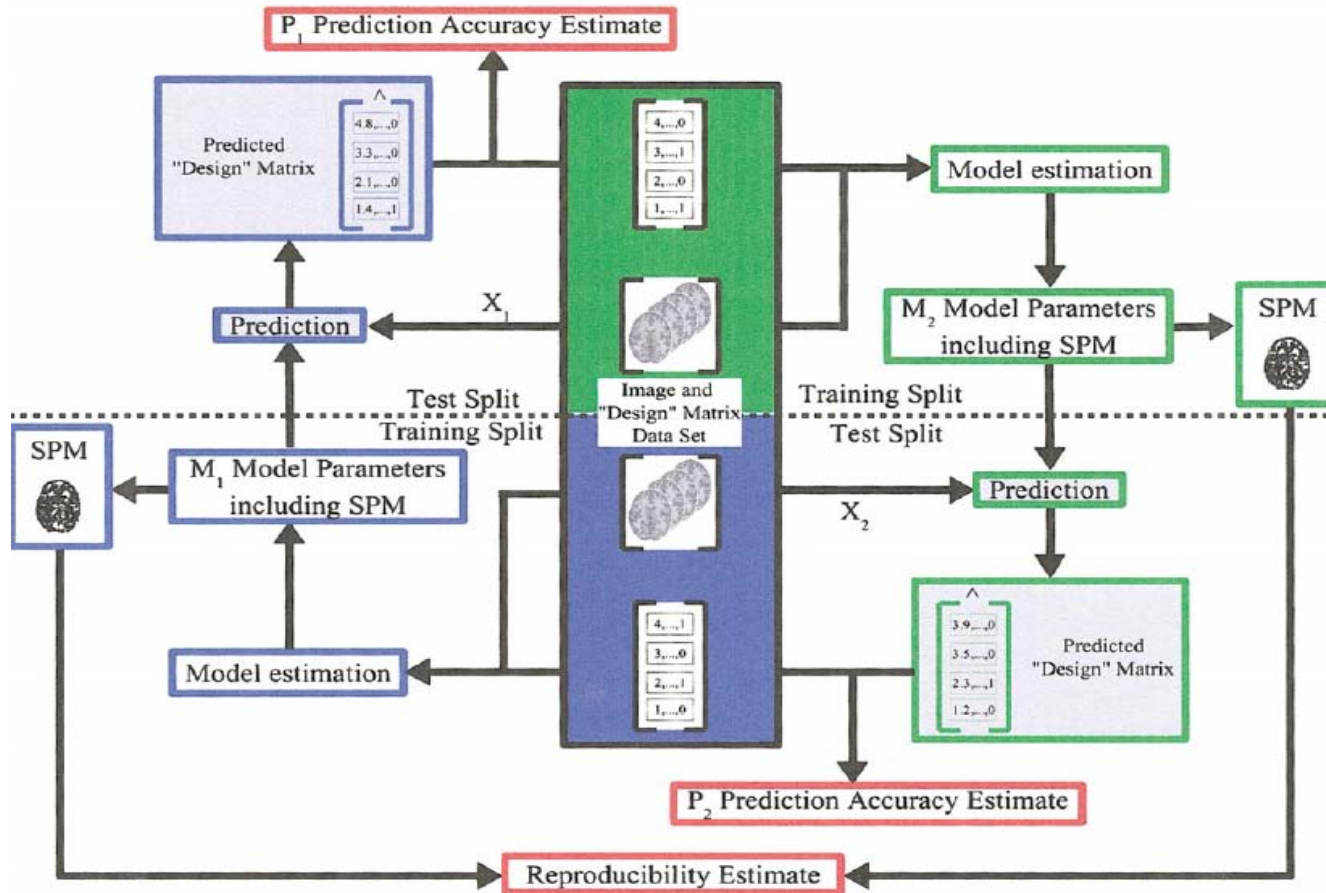 P1 Prediction Accuracy Estimate
^
Predicted
"Design" Matrix
4.8,...,0
3.3,...,0
2.1,...,0
1.4,...,1
4,...,0
3,...,1
2,...,0
1,...,1
Model estimation
X1
Prediction
M2 Model Parameters
including SPM
SPM
Test Split
Training Split
Image and
"Design" Matrix
Data Set
Training Split
Test Split
SPM
M1 Model Parameters
including SPM
X2
Prediction
Model estimation
4,...,1
3,...,0
2,...,1
1,...,0
^
3.9,...,0
3.5,...,0
2.3,...,1
1.2,...,0
Predicted
"Design" Matrix
P2 Prediction Accuracy Estimate
Reproducibility Estimate